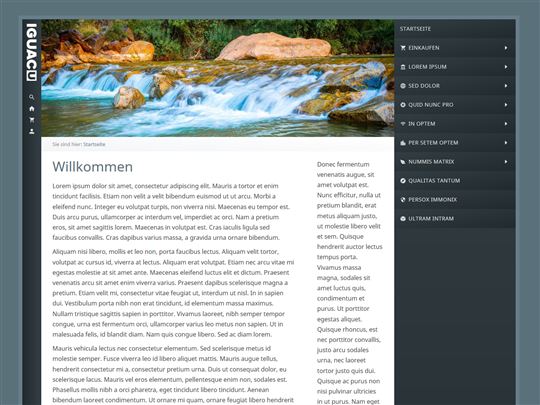 IGUACU
STARTSEITE
EINKAUFEN
LOREM IPSUM
SED DOLOR
QUID NUNC PRO
IN OPTEM
PER SETEM OPTEM
NUMMIS MATRIX
QUALITAS TANTUM
PERSOX IMMONIX
ULTRAM INTRAM
Sie sind hier: Startseite
Willkommen
Lorem ipsum dolor sit amet, consectetur adipiscing elit. Mauris a tortor et enim
tincidunt facilisis. Etiam non velit a velit bibendum euismod ut ut arcu. Morbi a
eleifend nunc. Integer eu volutpat turpis, non viverra nisi. Maecenas eu tempor est.
Duis arcu purus, ullamcorper ac interdum vel, imperdiet ac orci. Nam a pretium
eros, sit amet sagittis lorem. Maecenas in volutpat est. Cras iaculis ligula sed
faucibus convallis. Cras dapibus varius massa, a gravida urna ornare bibendum.
Aliquam nisi libero, mollis et leo non, porta faucibus lectus. Aliquam velit tortor,
volutpat ac cursus id, viverra at lectus. Aliquam erat volutpat. Etiam nec arcu vitae mi
egestas molestie at sit amet ante. Maecenas eleifend luctus elit et dictum. Praesent
venenatis arcu sit amet enim viverra varius. Praesent dapibus scelerisque magna a
pretium. Etiam velit mi, consectetur vitae feugiat ut, interdum ut nisl. In in sapien
dui. Vestibulum porta nibh non erat tincidunt, id elementum massa maximus.
Nullam tristique sagittis sapien in porttitor. Vivamus laoreet, nibh semper tempor
congue, urna est fermentum orci, ullamcorper varius leo metus non sapien. Ut in
malesuada felis, id blandit diam. Nam quis congue libero. Sed ac diam lorem.
Mauris vehicula lectus nec consectetur elementum. Sed scelerisque metus id
molestie semper. Fusce viverra leo id libero aliquet mattis. Mauris augue tellus,
hendrerit consectetur mi a, consectetur pretium urna. Duis ut consequat dolor, eu
scelerisque lacus. Mauris vel eros elementum, pellentesque enim non, sodales est.
Phasellus mollis nibh a orci pharetra, eget tincidunt libero tincidunt. Aenean
bibendum laoreet condimentum. Ut ornare mi quam, ornare feugiat libero hendrerit
Donec fermentum
venenatis augue, sit
amet volutpat est.
Nunc efficitur, nulla ut
pretium blandit, erat
metus aliquam justo,
ut molestie libero velit
et sem. Quisque
hendrerit auctor lectus
tempus porta.
Vivamus massa
magna, sodales sit
amet luctus quis,
condimentum et
purus. Ut porttitor
egestas aliquet.
Quisque rhoncus, est
nec porttitor convallis,
justo arcu sodales
urna, nec laoreet
tortor justo quis dui.
Quisque ac purus non
nisi pulvinar ultricies
in ut purus. Nam eget